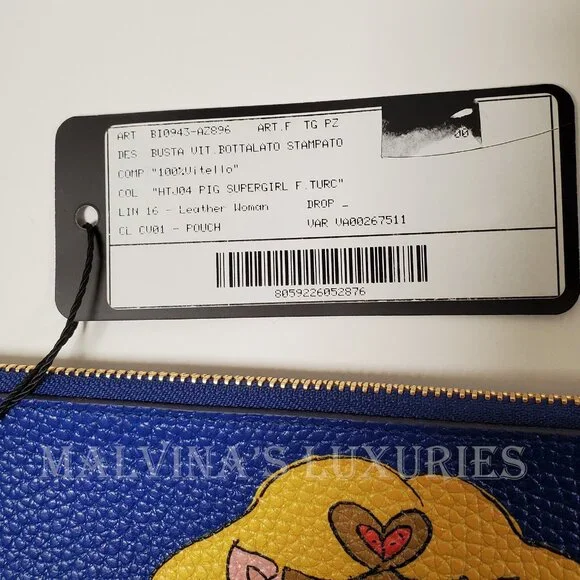 ART BI0943-AZ896 ART.F TG PZ
00
DES BUSTA VIT.BOTTALATO STAMPATO
COMP "100%Vitello"
COL "HTJ04 PIG SUPERGIRL F.TURC"
LIN 16 - Leather Woman DROP _
CL CV01 - POUCH VAR VA00267511
8059226052876
MALVINA'S LUXURIES